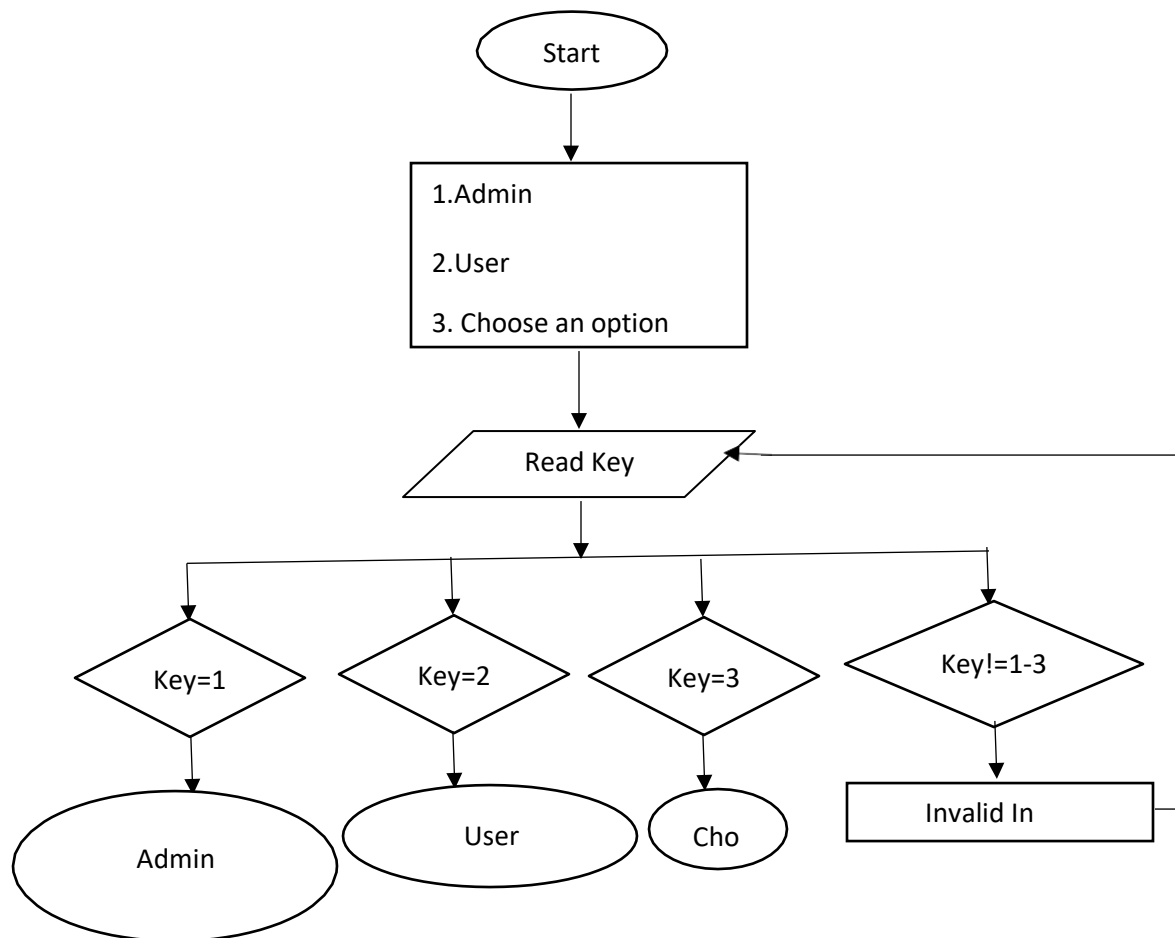 Start
1.Admin
2.User
3. Choose an option
Read Key
Key=1
Key=2
Key=3
Key!=1-3
Admin
User
Cho
Invalid In